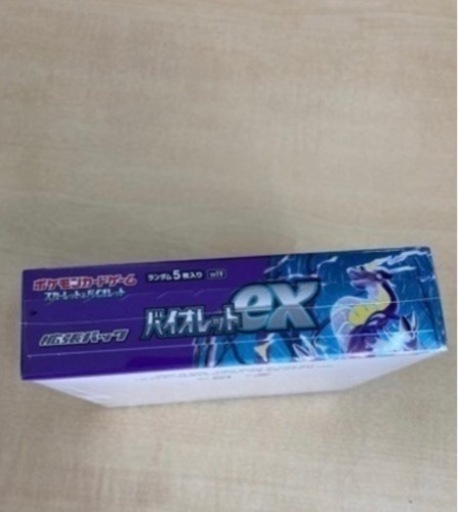 ポケモンカードゲーム
スカーレット&バイオレット
拡張パック
ランダム5枚入り
バイオレットex